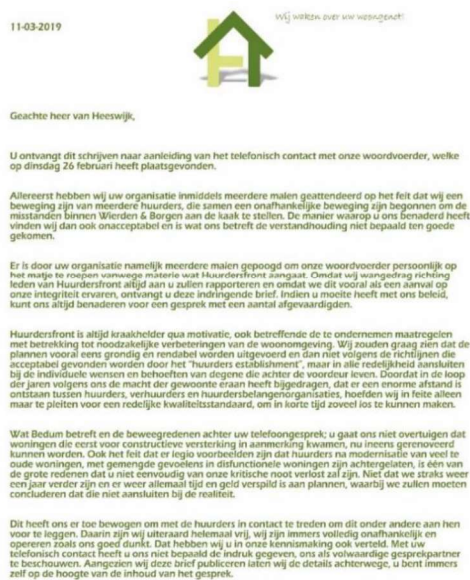 Wij waken over uw woongenot!
11-03-2019
Geachte heer van Heeswijk,
U ontvangt dit schrijven naar aanleiding van het telefonisch contact met onze woordvoerder, welke
op dinsdag 26 februari heeft plaatsgevonden.
Allereerst hebben wij uw organisatie inmiddels meerdere malen geattendeerd op het feit dat wij een
beweging zijn van meerdere huurders, die samen een onafhankelijke beweging zijn begonnen om de
misstanden binnen Wierden & Borgen aan de kaak te stellen. De manier waarop u ons benaderd heeft
vinden wij dan ook onacceptabel en is wat ons betreft de verstandhouding niet bepaald ten goede
gekomen.
Er is door uw organisatie namelijk meerdere malen gepoogd om onze woordvoerder persoonlijk op
het matje te roepen vanwege materie wat Huurdersfront aangaat. Omdat wij wangedrag richting
leden van Huurdersfront altijd aan u zullen rapporteren en omdat we dit vooral als een aanval op
onze integriteit ervaren, ontvangt u deze indringende brief. Indien u moeite heeft met ons beleid,
kunt ons altijd benaderen voor een gesprek met een aantal afgevaardigden.
Huurdersfront is altijd kraakhelder qua motivatie, ook betreffende de te ondernemen maatregelen
met betrekking tot noodzakelijke verbeteringen van de woonomgeving. Wij zouden graag zien dat de
plannen vooral eens grondig en rendabel worden uitgevoerd en dan niet volgens de richtlijnen die
acceptabel gevonden worden door het "huurders establishment", maar in alle redelijkheid aansluiten
bij de individuele wensen en behoeften van degene die achter de voordeur leven. Doordat in de loop
der jaren volgens ons de macht der gewoonte eraan heeft bijgedragen, dat er een enorme afstand is
ontstaan tussen huurders, verhuurders en huurdersbelangenorganisaties, hoefden wij in feite alleen
maar te pleiten voor een redelijke kwaliteitsstandaard, om in korte tijd zoveel los te kunnen maken.
Wat Bedum betreft en de beweegredenen achter uw telefoongesprek; u gaat ons niet overtuigen dat
woningen die eerst voor constructieve versterking in aanmerking kwamen, nu ineens gerenoveerd
kunnen worden. Ook het feit dat er legio voorbeelden zijn dat huurders na modernisatie van veel te
oude woningen, met gemengde gevoelens in disfunctionele woningen zijn achtergelaten, is één van
de grote redenen dat u niet eenvoudig van onze kritische noot verlost zal zijn. Niet dat we straks weer
een jaar verder zijn en er weer allemaal tijd en geld verspild is aan plannen, waarbij we zullen moeten
concluderen dat die niet aansluiten bij de realiteit.
Dit heeft ons er toe bewogen om met de huurders in contact te treden om dit onder andere aan hen
voor te leggen. Daarin zijn wij uiteraard helemaal vrij, wij zijn immers volledig onafhankelijk en
opereren zoals ons goed dunkt. Dat hebben wij u in onze kennismaking ook verteld. Met uw
telefonisch contact heeft u ons niet bepaald de indruk gegeven, ons als volwaardige gesprekpartner
te beschouwen. Aangezien wij deze brief publiceren laten wij de details achterwege, u bent immers
zelf op de hoogte van de inhoud van het gesprek.